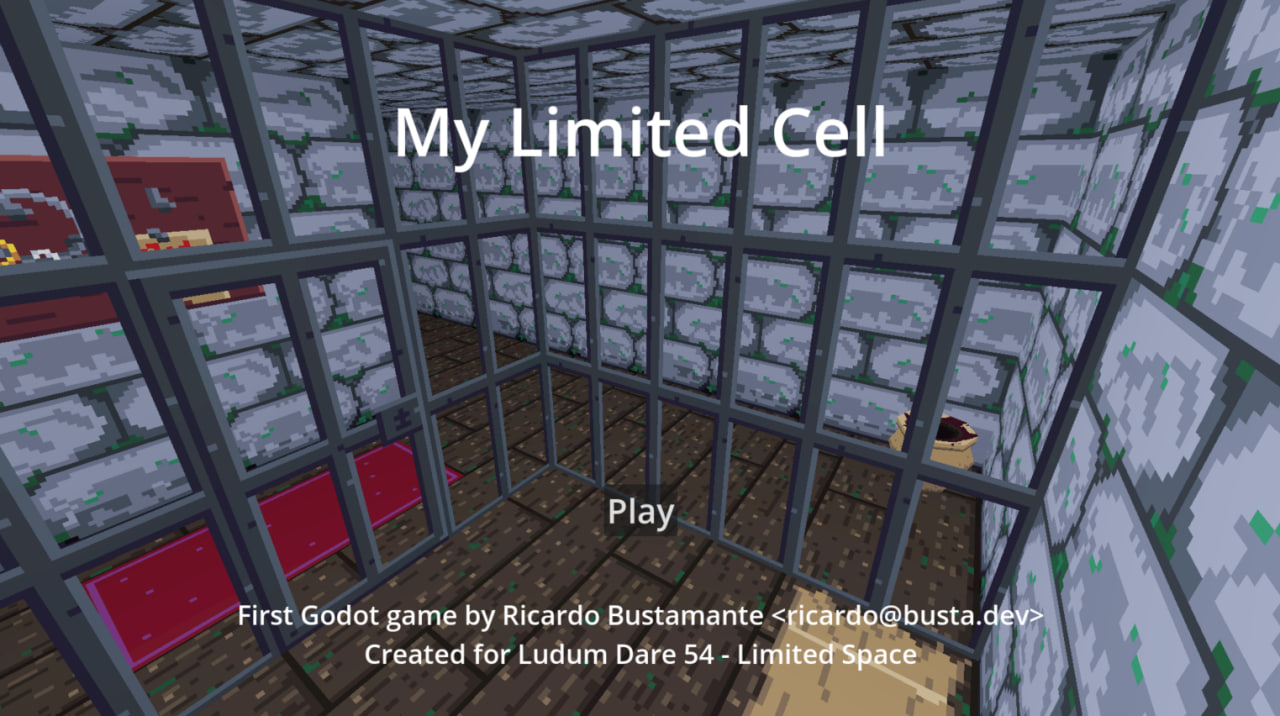 My Limited Cell
Play
First Godot game by Ricardo Bustamante <ricardo@busta.dev>
Created for Ludum Dare 54 - Limited Space